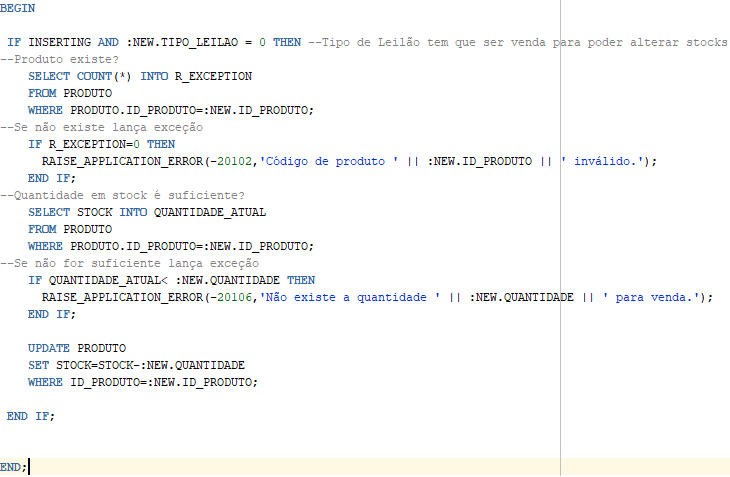 BEGIN
IF INSERTING AND :NEW.TIPO_LEILAO = 0 THEN --Tipo de Leilão tem que ser venda para poder alterar stocks
--Produto existe?
SELECT COUNT(*) INTO R_EXCEPTION
FROM PRODUTO
WHERE PRODUTO.ID_PRODUTO=:NEW.ID_PRODUTO;
--Se não existe lança exceção
IF R_EXCEPTION=0 THEN
RAISE_APPLICATION_ERROR(-20102,'Código de produto ' || :NEW.ID_PRODUTO || ' inválido.');
END IF;
--Quantidade em stock é suficiente?
SELECT STOCK INTO QUANTIDADE_ATUAL
FROM PRODUTO
WHERE PRODUTO.ID_PRODUTO=:NEW.ID_PRODUTO;
--Se não for suficiente lança exceção
IF QUANTIDADE_ATUAL< :NEW.QUANTIDADE THEN
RAISE_APPLICATION_ERROR(-20106,'Não existe a quantidade ' || :NEW.QUANTIDADE || ' para venda.');
END IF;
UPDATE PRODUTO
SET STOCK=STOCK-:NEW.QUANTIDADE
WHERE ID_PRODUTO=:NEW.ID_PRODUTO;
END IF;
END;